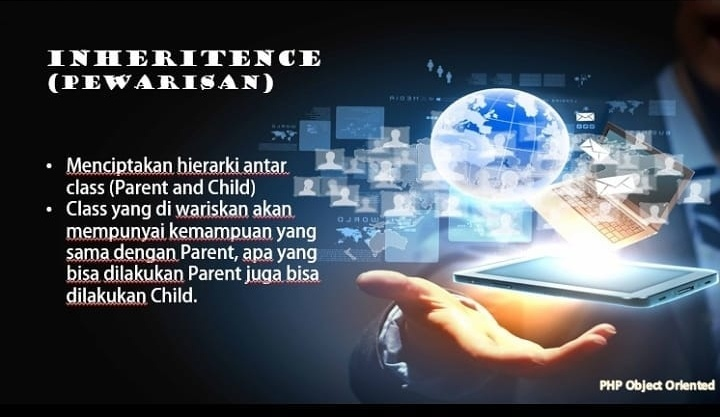 INHERITENCE
(PEWARISAN)
• Menciptakan hierarki antar
class (Parent and Child)
• Class yang di wariskan akan
mempunyai kemampuan yang
sama dengan Parent, apa yang
bisa dilakukan Parent juga bisa
dilakukan Child.
PHP Object Oriented